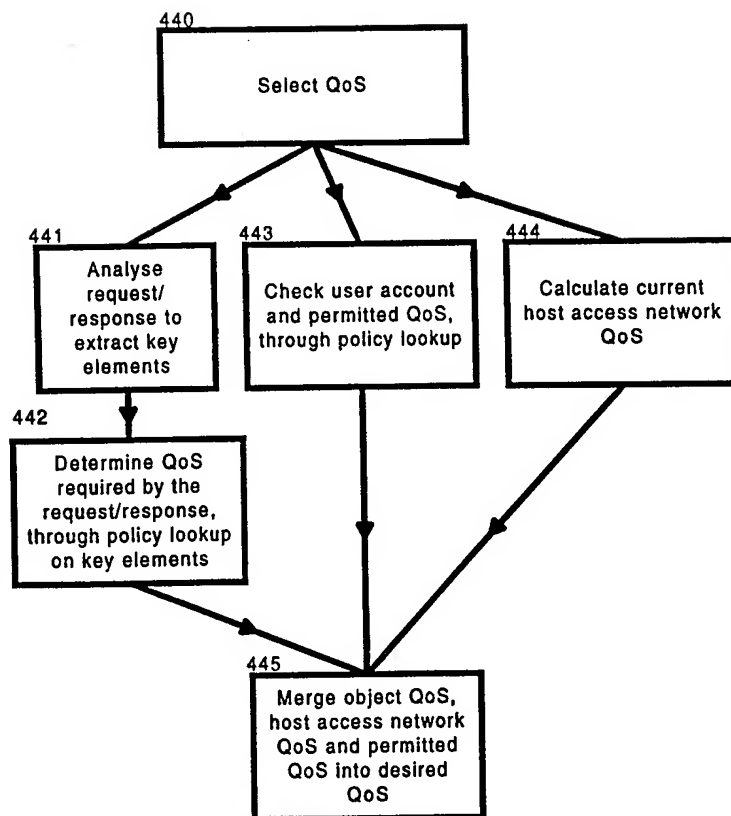 440
Select QoS
441
Analyse
request/
response to
extract key
elements
443
Check user account
and permitted QoS,
through policy lookup
444
Calculate current
host access network
QoS
442
Determine QoS
required by the
request/response,
through policy lookup
on key elements
445
Merge object QoS,
host access network
QoS and permitted
QoS into desired
QoS